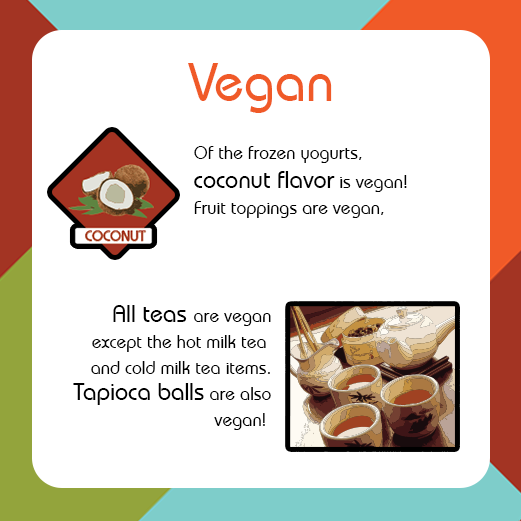 Vegan
Of the frozen yogurts,
coconut flavor is vegan!
Fruit toppings are vegan,
COCONUT
All teas are vegan
except the hot milk tea
and cold milk tea items.
Tapioca balls are also
vegan!